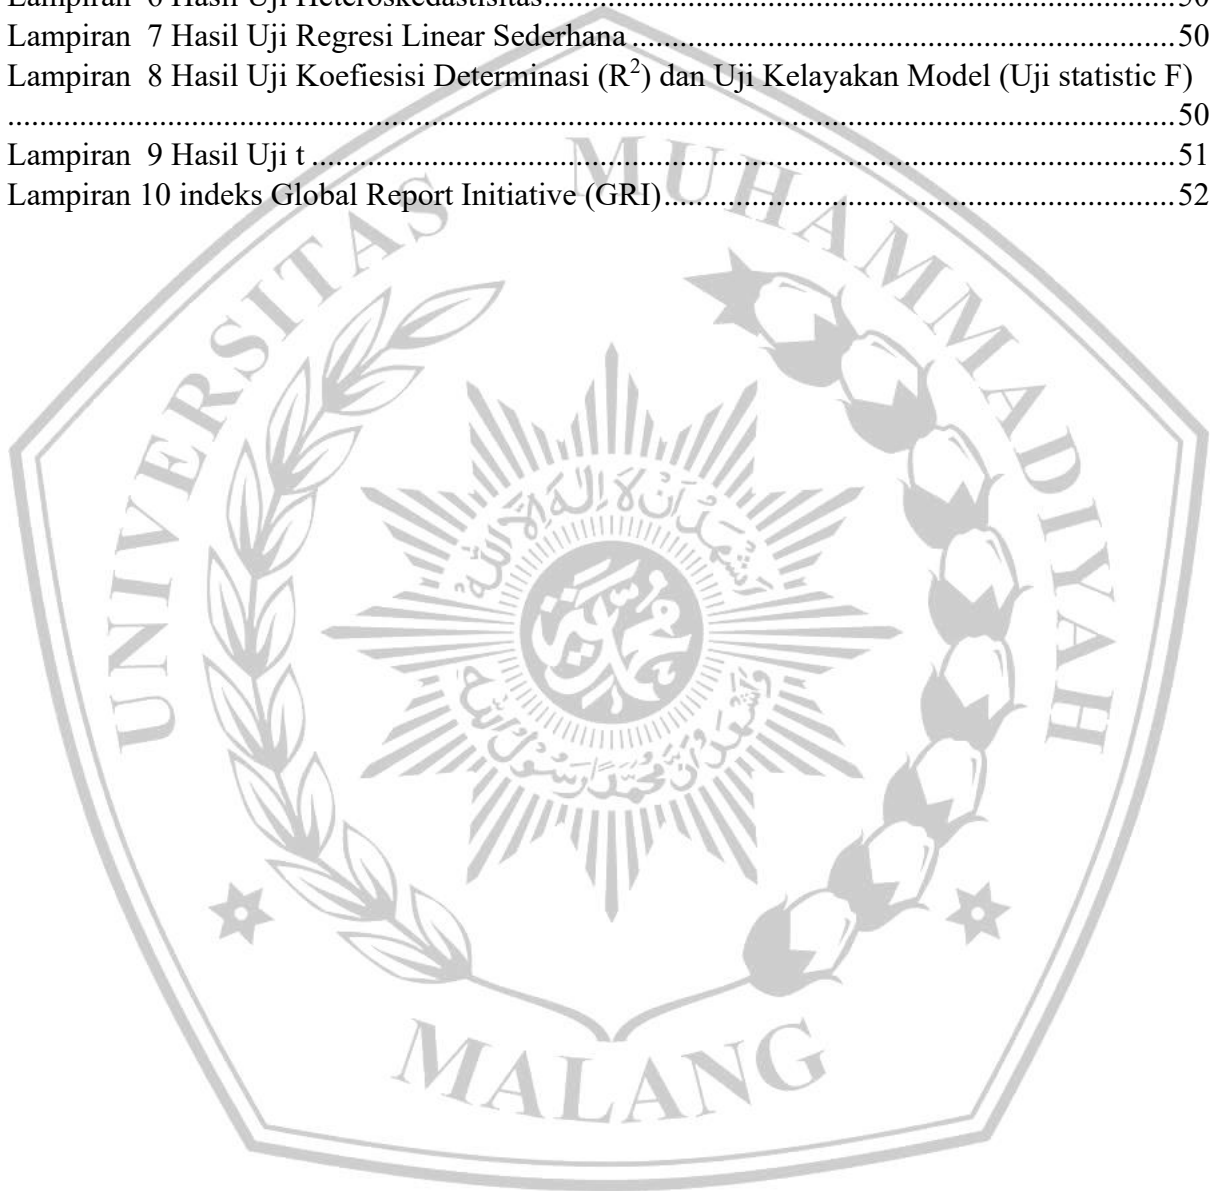 Lampiran  6 Hasil Uji Heteroskedastisitas...........................................................................50
Lampiran  7 Hasil Uji Regresi Linear Sederhana....................................................................50
Lampiran  8 Hasil Uji Koefiesisi Determinasi (R²) dan Uji Kelayakan Model (Uji statistic F)
....................................................................................................................................50
Lampiran  9 Hasil Uji t............................................................................................................51
Lampiran 10 indeks Global Report Initiative (GRI)................................................................52
UNIVERSITAS MUHAMMADIYAH
MALANG